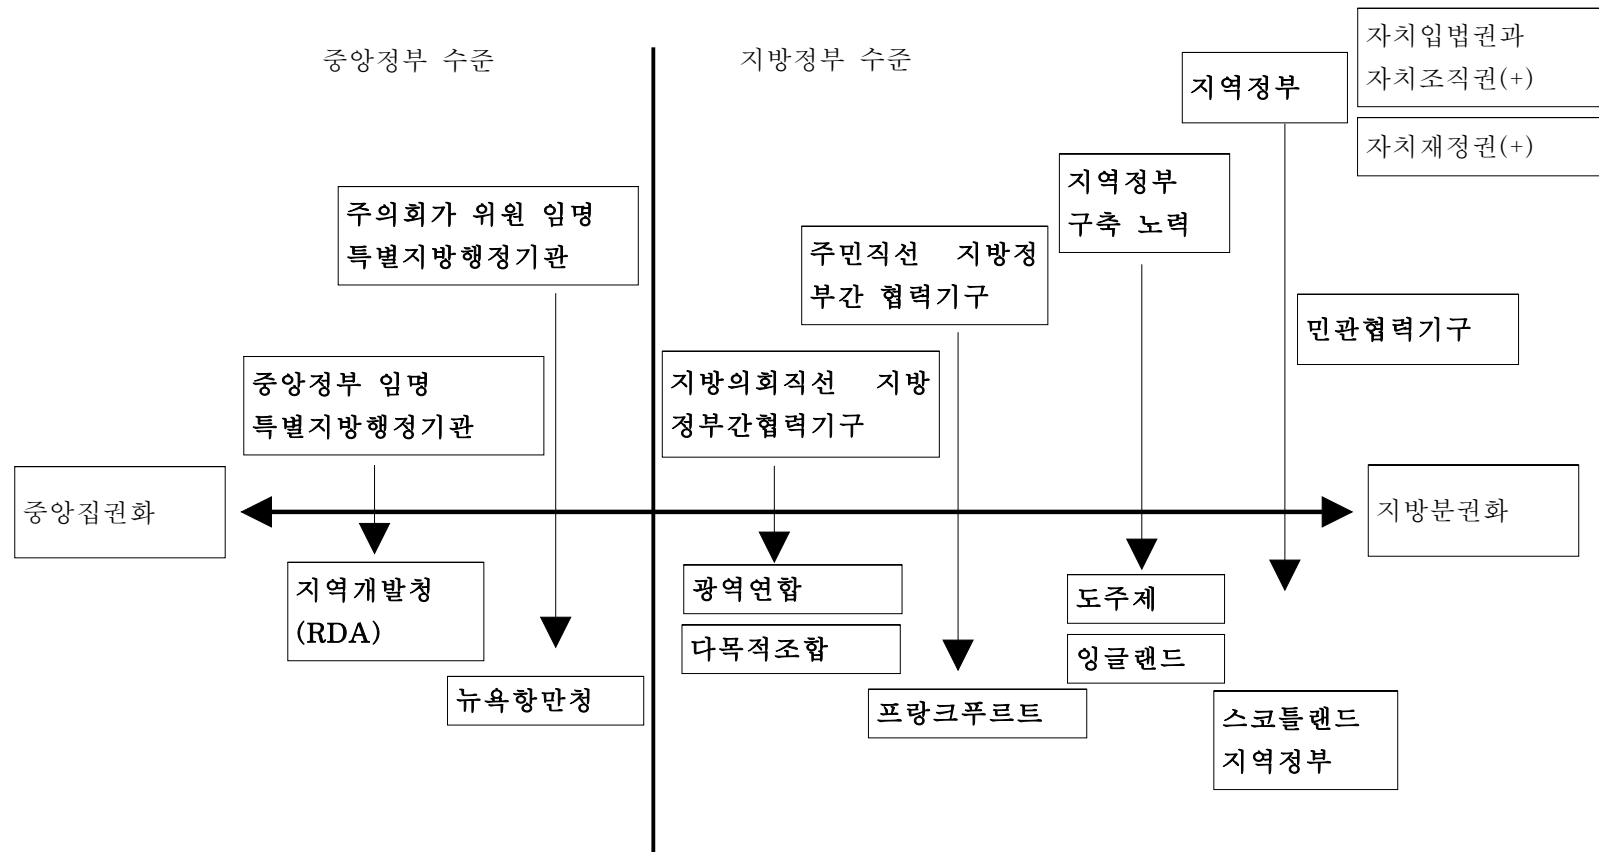 중앙정부 수준
지방정부 수준
자치입법권과
자치조직권(+)
지역정부
자치재정권(+)
지역정부
구축 노력
주의회가 위원 임명
특별지방행정기관
주민직선 지방정
부간 협력기구
민관협력기구
중앙정부 임명
특별지방행정기관
지방의회직선 지방
정부간협력기구
중앙집권화
지방분권화
지역개발청
(RDA)
광역연합
도주제
다목적조합
잉글랜드
뉴욕항만청
프랑크푸르트
스코틀랜드
지역정부